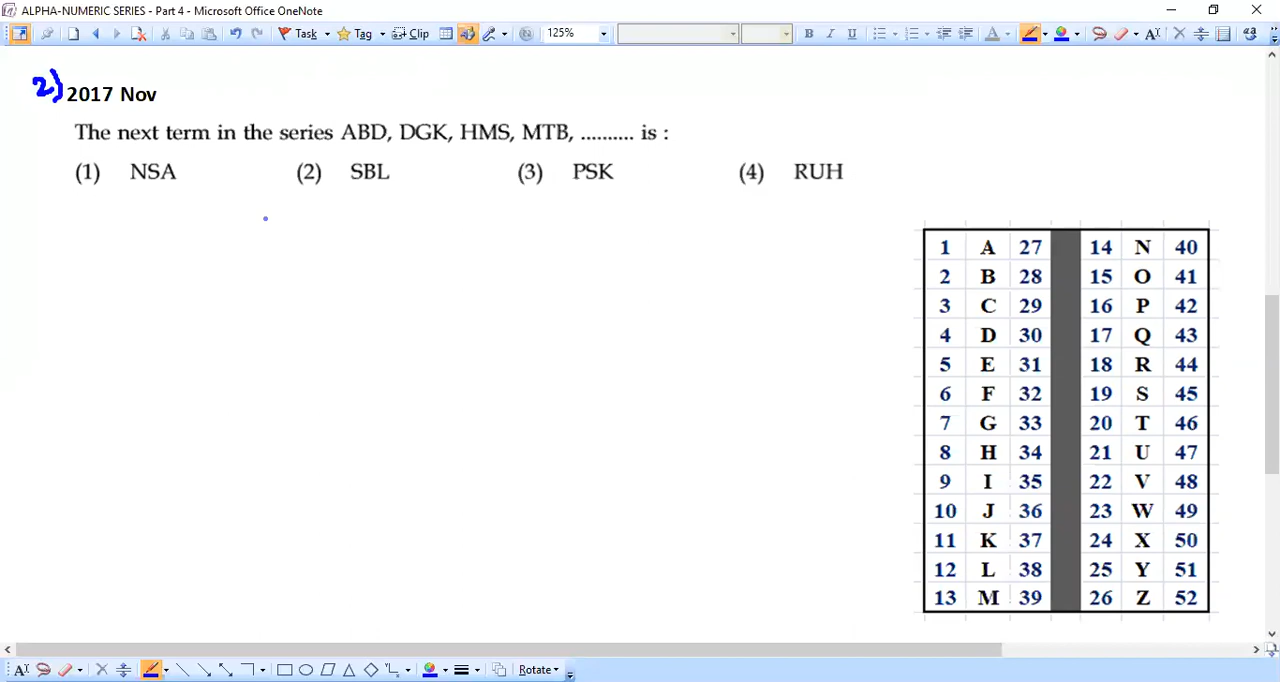 ALPHA-NUMERIC SERIES - Part 4 - Microsoft Office OneNote
Task Tag Clip 125% B I U A
2) 2017 Nov
The next term in the series ABD, DGK, HMS, MTB, .......... is :
(1) NSA (2) SBL (3) PSK (4) RUH
1 A 27 14 N 40
2 B 28 15 O 41
3 C 29 16 P 42
4 D 30 17 Q 43
5 E 31 18 R 44
6 F 32 19 S 45
7 G 33 20 T 46
8 H 34 21 U 47
9 I 35 22 V 48
10 J 36 23 W 49
11 K 37 24 X 50
12 L 38 25 Y 51
13 M 39 26 Z 52
Rotate